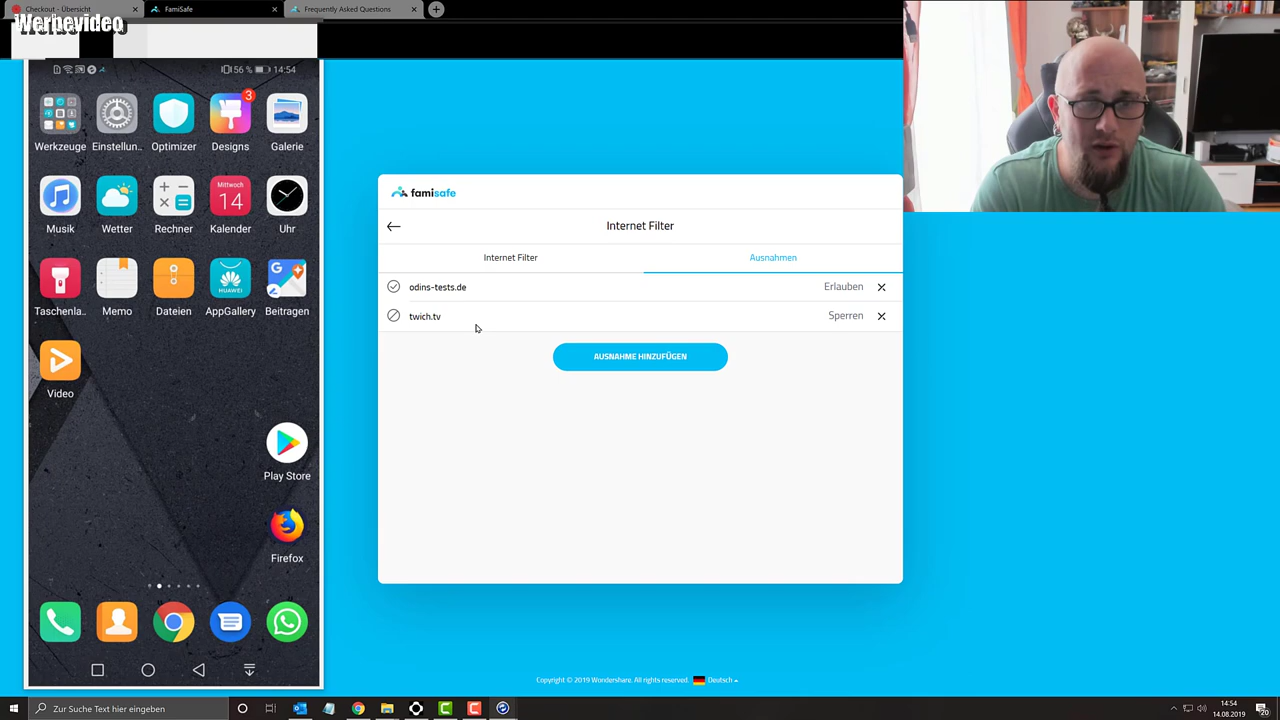 Checkout - Übersicht
FamiSafe
Frequently Asked Questions
Werbevideo
56 %
14:54
3
Werkzeuge
Einstellun..
Optimizer
Designs
Galerie
Mittwoch
14
Musik
Wetter
Rechner
Kalender
Uhr
Taschenla..
Memo
Dateien
AppGallery
Beitragen
Video
Play Store
Firefox
famisafe
Internet Filter
Internet Filter
Ausnahmen
odins-tests.de
Erlauben
twich.tv
Sperren
AUSNAHME HINZUFÜGEN
Copyright © 2019 Wondershare. All rights reserved.
Deutsch
Zur Suche Text hier eingeben
14:54
14.08.2019
20